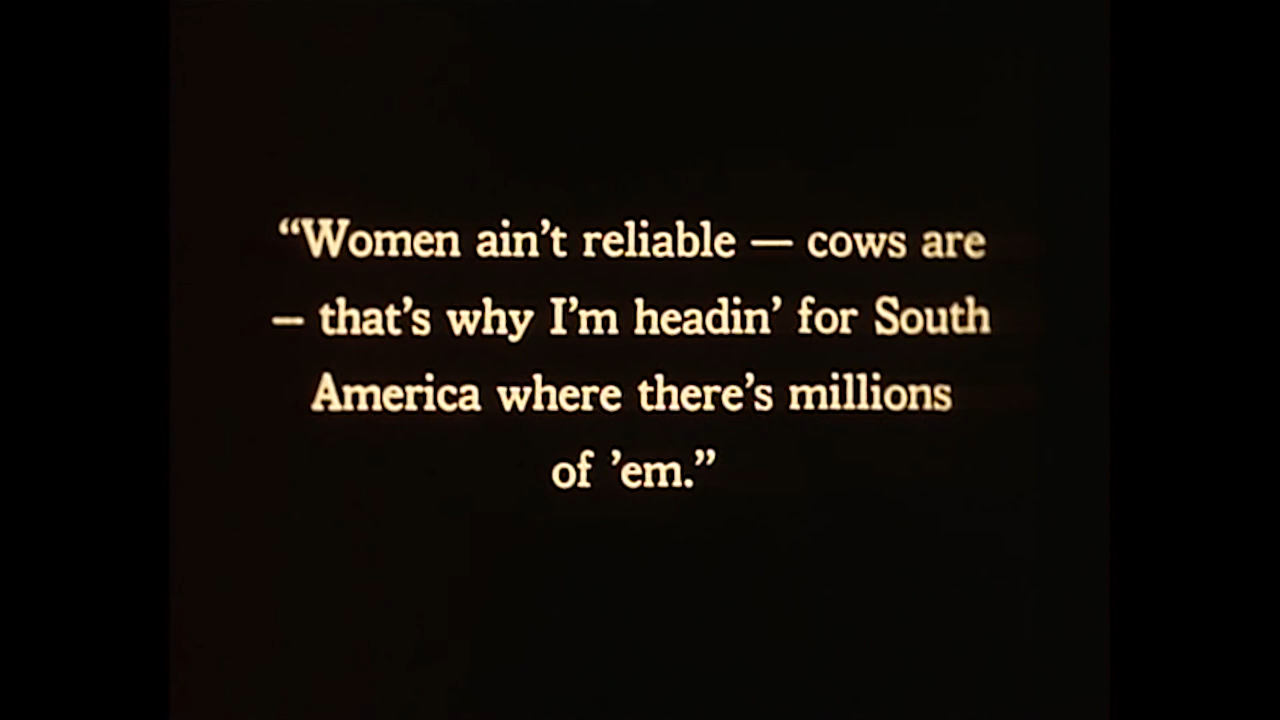 “Women ain’t reliable — cows are
— that’s why I’m headin’ for South
America where there’s millions
of ’em.”